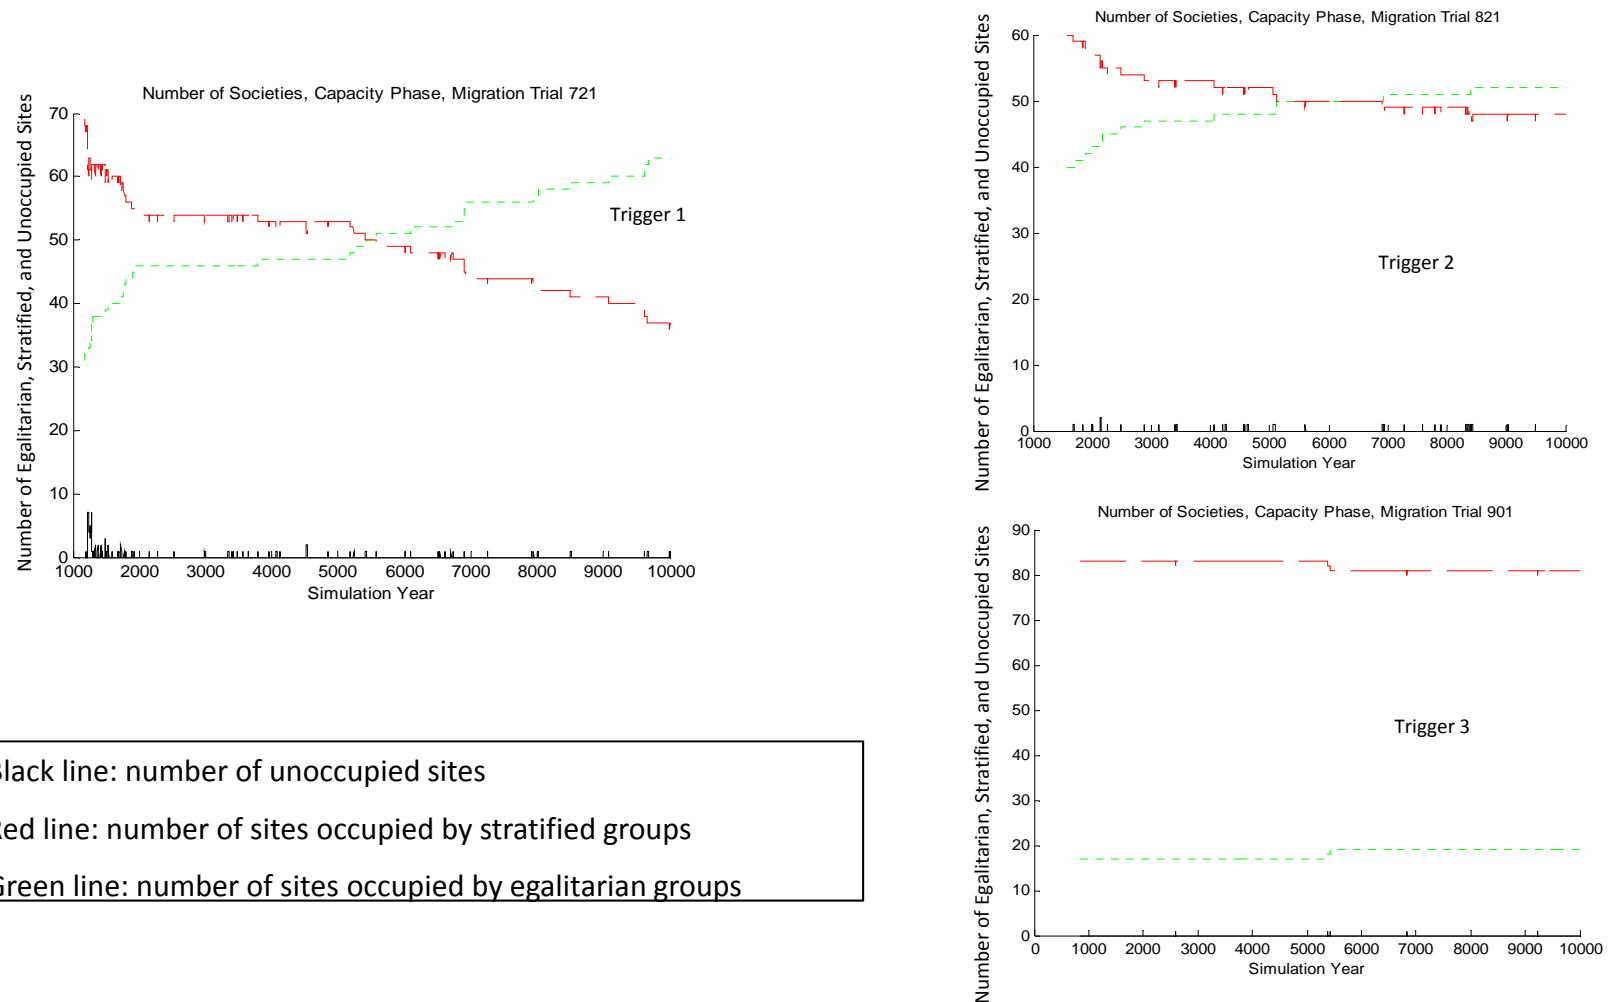 Number of Societies, Capacity Phase, Migration Trial 721
Number of Egalitarian, Stratified, and Unoccupied Sites
70
60
50
40
30
20
10
0
Trigger 1
1000 2000 3000 4000 5000 6000 7000 8000 9000 10000
Simulation Year
Number of Societies, Capacity Phase, Migration Trial 821
Number of Egalitarian, Stratified, and Unoccupied Sites
60
50
40
30
20
10
0
Trigger 2
1000 2000 3000 4000 5000 6000 7000 8000 9000 10000
Simulation Year
Number of Societies, Capacity Phase, Migration Trial 901
Number of Egalitarian, Stratified, and Unoccupied Sites
90
80
70
60
50
40
30
20
10
0
Trigger 3
0 1000 2000 3000 4000 5000 6000 7000 8000 9000 10000
Simulation Year
Black line: number of unoccupied sites
Red line: number of sites occupied by stratified groups
Green line: number of sites occupied by egalitarian groups